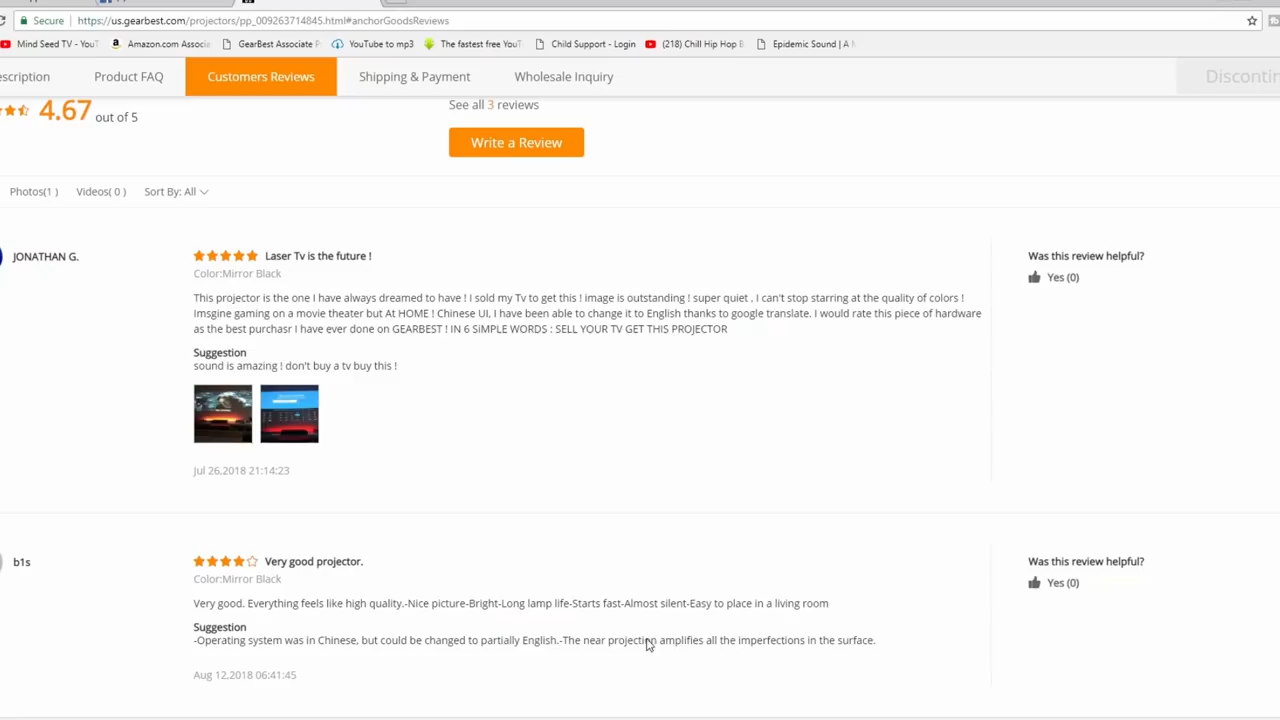 Secure https://us.gearbest.com/projectors/pp_009263714845.html#anchorGoodsReviews
Mind Seed TV - YouT Amazon.com Associa GearBest Associate P YouTube to mp3 The fastest free YouT Child Support - Login (218) Chill Hip Hop B Epidemic Sound | A M
escription Product FAQ Customers Reviews Shipping & Payment Wholesale Inquiry Discontin
4.67 out of 5 See all 3 reviews
Write a Review
Photos(1 ) Videos( 0 ) Sort By: All
JONATHAN G. Laser Tv is the future ! Was this review helpful?
Color:Mirror Black Yes (0)
This projector is the one I have always dreamed to have ! I sold my Tv to get this ! image is outstanding ! super quiet , I can't stop starring at the quality of colors !
Imsgine gaming on a movie theater but At HOME ! Chinese UI, I have been able to change it to English thanks to google translate. I would rate this piece of hardware
as the best purchasr I have ever done on GEARBEST ! IN 6 SiMPLE WORDS : SELL YOUR TV GET THIS PROJECTOR
Suggestion
sound is amazing ! don't buy a tv buy this !
Jul 26,2018 21:14:23
b1s Very good projector. Was this review helpful?
Color:Mirror Black Yes (0)
Very good. Everything feels like high quality.-Nice picture-Bright-Long lamp life-Starts fast-Almost silent-Easy to place in a living room
Suggestion
-Operating system was in Chinese, but could be changed to partially English.-The near projection amplifies all the imperfections in the surface.
Aug 12,2018 06:41:45